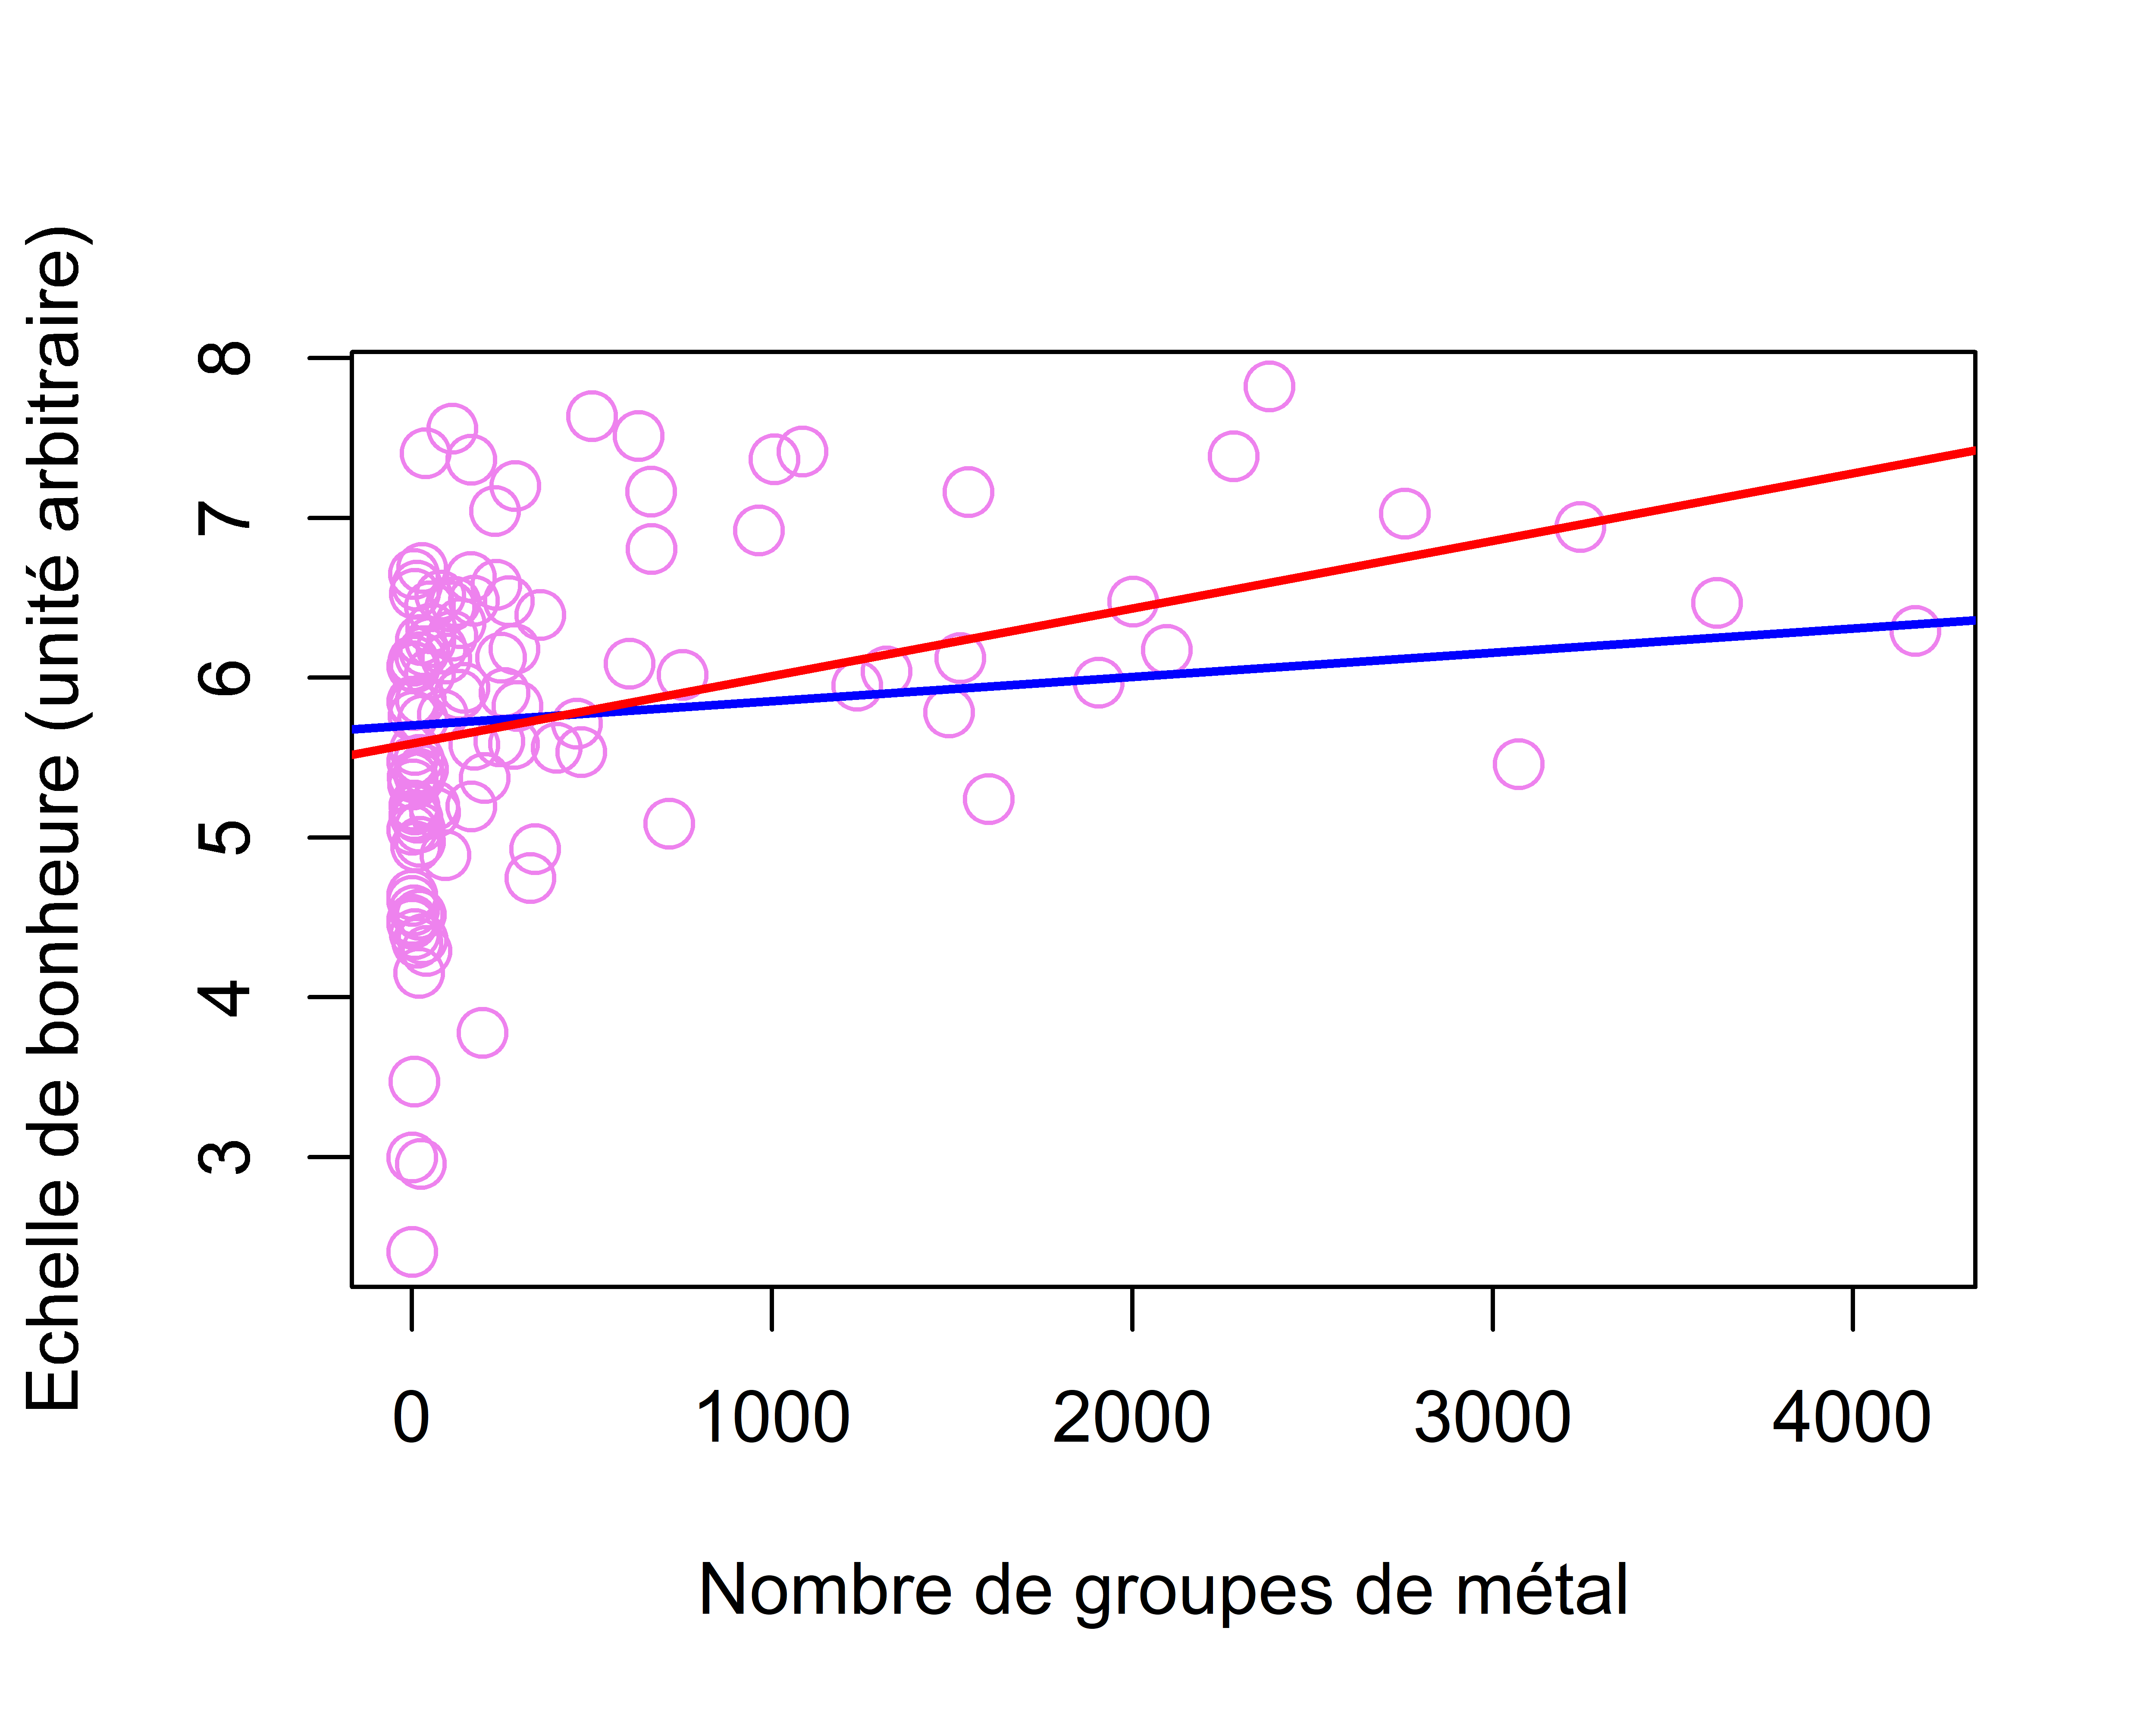 Echelle de bonheure (unité arbitraire)
8
7
6
5
4
3
0 1000 2000 3000 4000
Nombre de groupes de métal